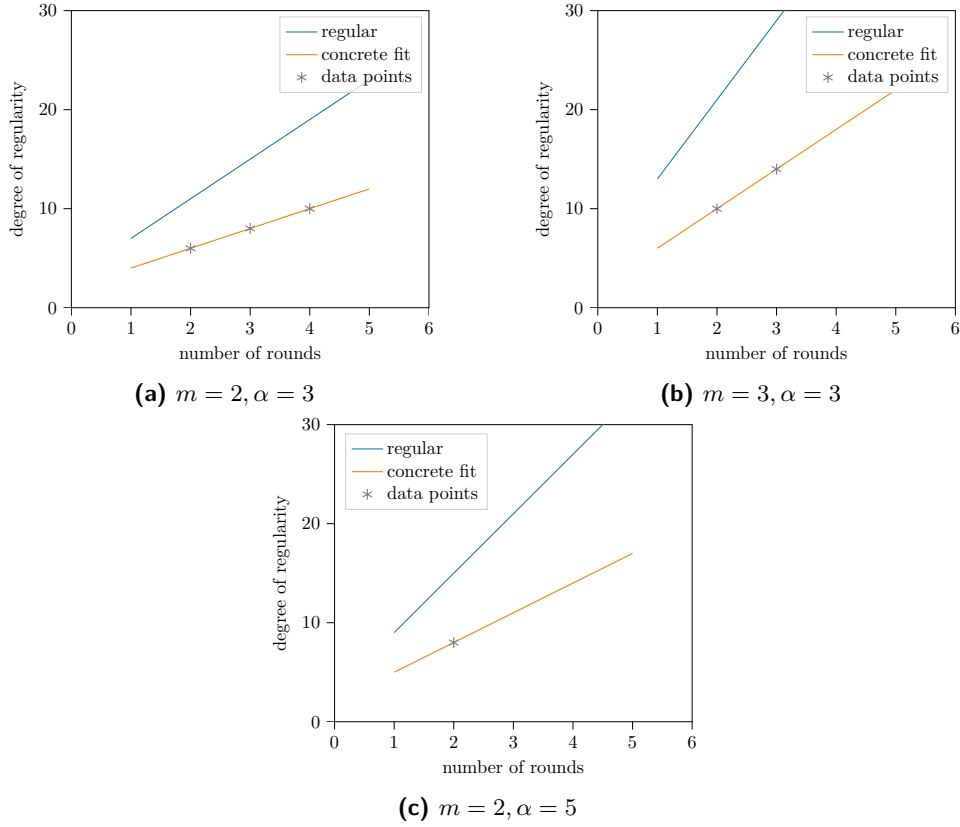 30
20
10
0
degree of regularity
regular
concrete fit
data points
0 1 2 3 4 5 6
number of rounds
(a) m = 2, α = 3
30
20
10
0
degree of regularity
regular
concrete fit
data points
0 1 2 3 4 5 6
number of rounds
(b) m = 3, α = 3
30
20
10
0
degree of regularity
regular
concrete fit
data points
0 1 2 3 4 5 6
number of rounds
(c) m = 2, α = 5